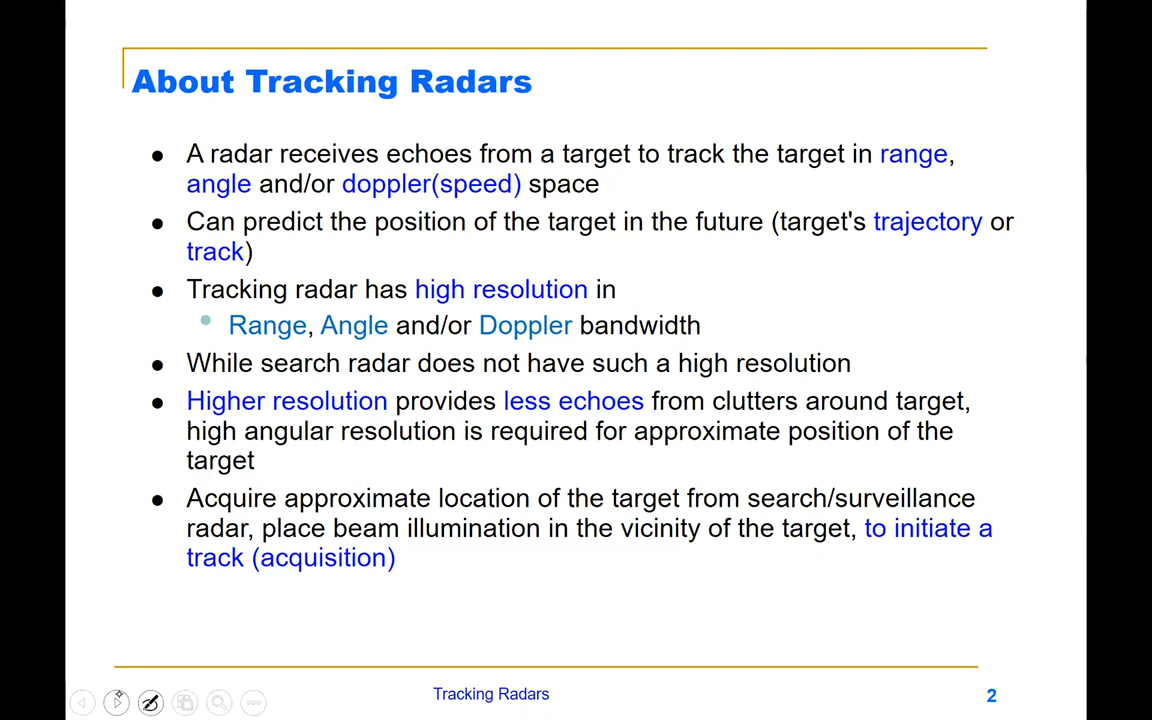 About Tracking Radars
A radar receives echoes from a target to track the target in range,
angle and/or doppler(speed) space
Can predict the position of the target in the future (target's trajectory or
track)
Tracking radar has high resolution in
Range, Angle and/or Doppler bandwidth
While search radar does not have such a high resolution
Higher resolution provides less echoes from clutters around target,
high angular resolution is required for approximate position of the
target
Acquire approximate location of the target from search/surveillance
radar, place beam illumination in the vicinity of the target, to initiate a
track (acquisition)
Tracking Radars
2